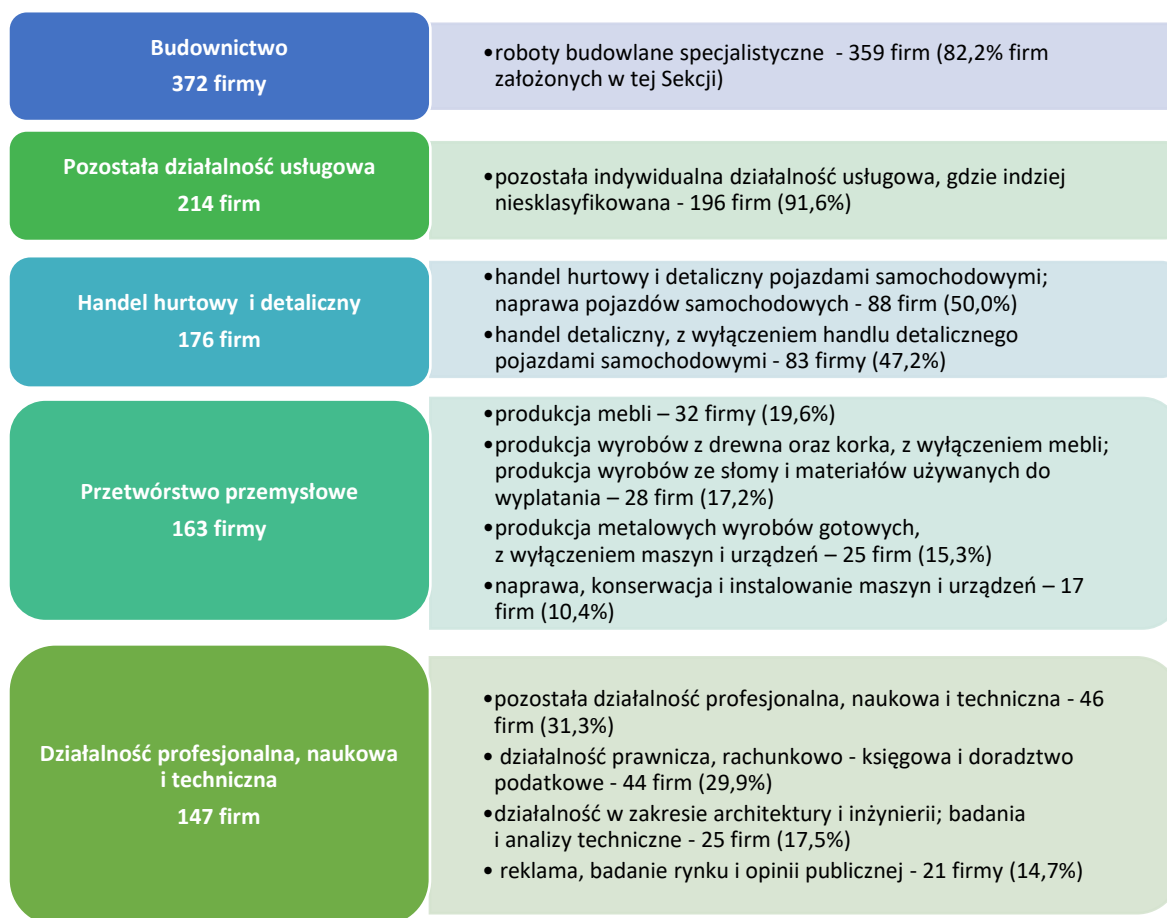 Budownictwo
372 firmy
•roboty budowlane specjalistyczne - 359 firm (82,2% firm
założonych w tej Sekcji)
Pozostała działalność usługowa
214 firm
•pozostała indywidualna działalność usługowa, gdzie indziej
niesklasyfikowana - 196 firm (91,6%)
Handel hurtowy i detaliczny
176 firm
•handel hurtowy i detaliczny pojazdami samochodowymi;
naprawa pojazdów samochodowych - 88 firm (50,0%)
•handel detaliczny, z wyłączeniem handlu detalicznego
pojazdami samochodowymi - 83 firmy (47,2%)
Przetwórstwo przemysłowe
163 firmy
•produkcja mebli – 32 firmy (19,6%)
•produkcja wyrobów z drewna oraz korka, z wyłączeniem mebli;
produkcja wyrobów ze słomy i materiałów używanych do
wyplatania – 28 firm (17,2%)
•produkcja metalowych wyrobów gotowych,
z wyłączeniem maszyn i urządzeń – 25 firm (15,3%)
•naprawa, konserwacja i instalowanie maszyn i urządzeń – 17
firm (10,4%)
Działalność profesjonalna, naukowa
i techniczna
147 firm
•pozostała działalność profesjonalna, naukowa i techniczna - 46
firm (31,3%)
• działalność prawnicza, rachunkowo - księgowa i doradztwo
podatkowe - 44 firm (29,9%)
•działalność w zakresie architektury i inżynierii; badania
i analizy techniczne - 25 firm (17,5%)
• reklama, badanie rynku i opinii publicznej - 21 firmy (14,7%)